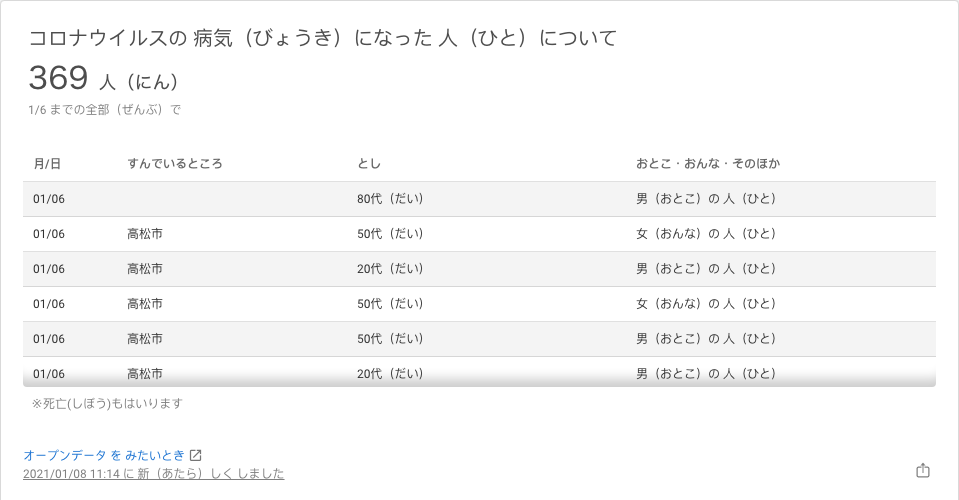 コロナウイルスの 病気（びょうき）になった 人（ひと）について
369 人（にん）
1/6 までの全部（ぜんぶ）で
月/日 すんでいるところ とし おとこ・おんな・そのほか
01/06 80代（だい） 男（おとこ）の 人（ひと）
01/06 高松市 50代（だい） 女（おんな）の 人（ひと）
01/06 高松市 20代（だい） 男（おとこ）の 人（ひと）
01/06 高松市 50代（だい） 女（おんな）の 人（ひと）
01/06 高松市 50代（だい） 男（おとこ）の 人（ひと）
01/06 高松市 20代（だい） 男（おとこ）の 人（ひと）
※死亡(しぼう)もはいります
オープンデータ を みたいとき
2021/01/08 11:14 に 新（あたら）しく しました